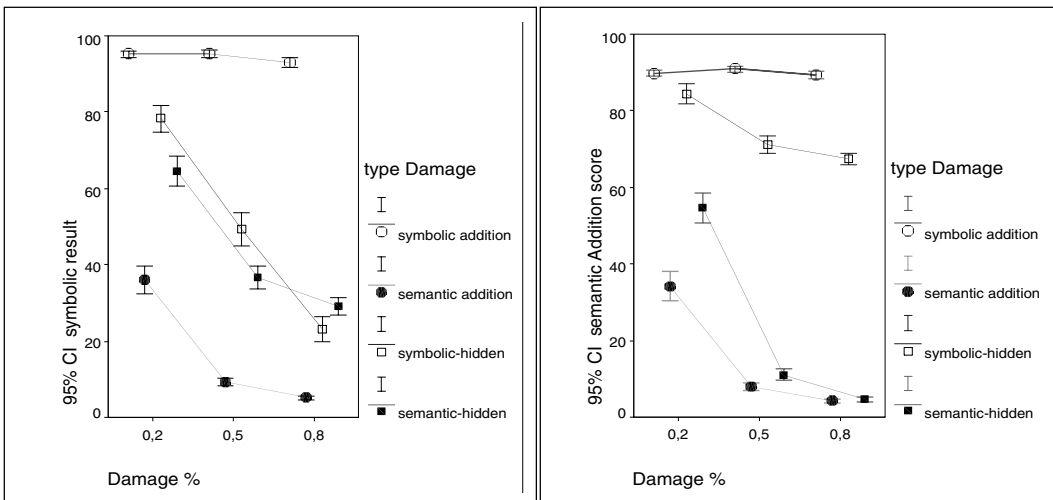 100
80
60
40
20
0
95% CI symbolic result
0,2
0,5
0,8
Damage %
type Damage
symbolic addition
semantic addition
symbolic-hidden
semantic-hidden
100
80
60
40
20
0
95% CI semantic Addition score
0,2
0,5
0,8
Damage %
type Damage
symbolic addition
semantic addition
symbolic-hidden
semantic-hidden